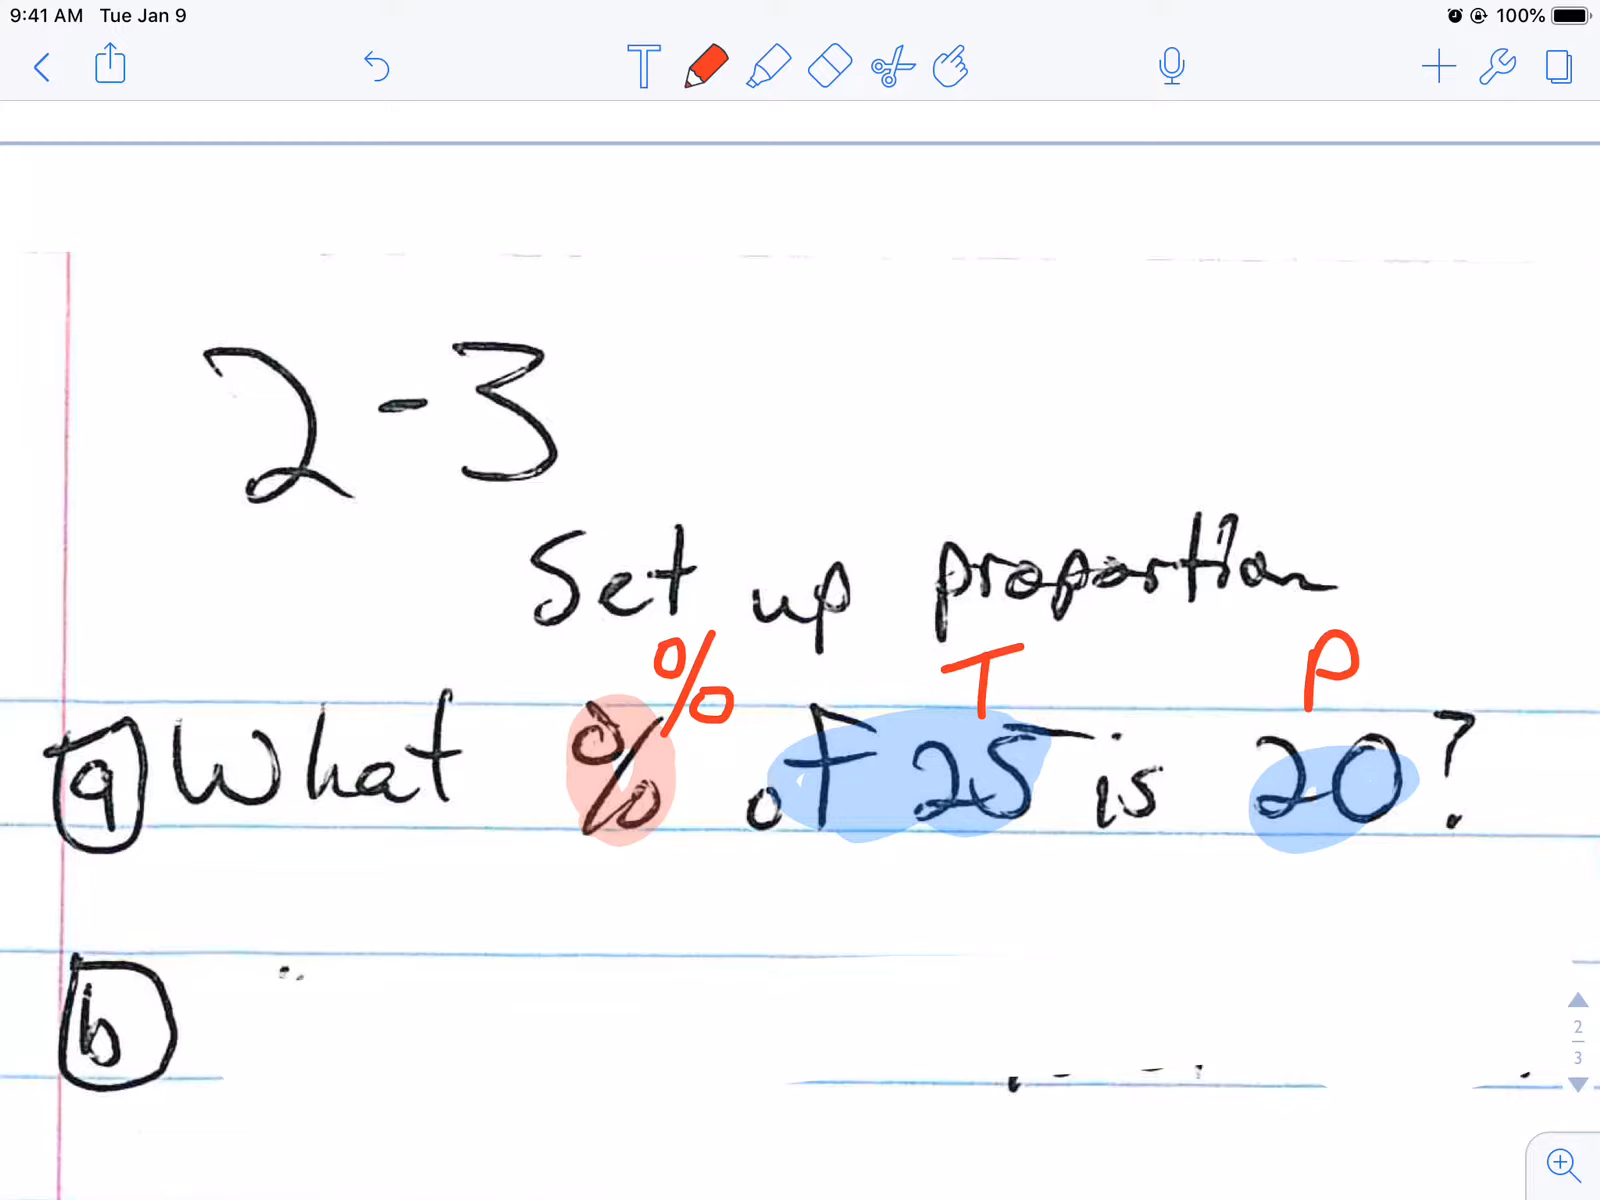 9:41 AM Tue Jan 9
100%
T
2-3
Set up proportion
% T P
a What % of 25 is 20?
b
2
3